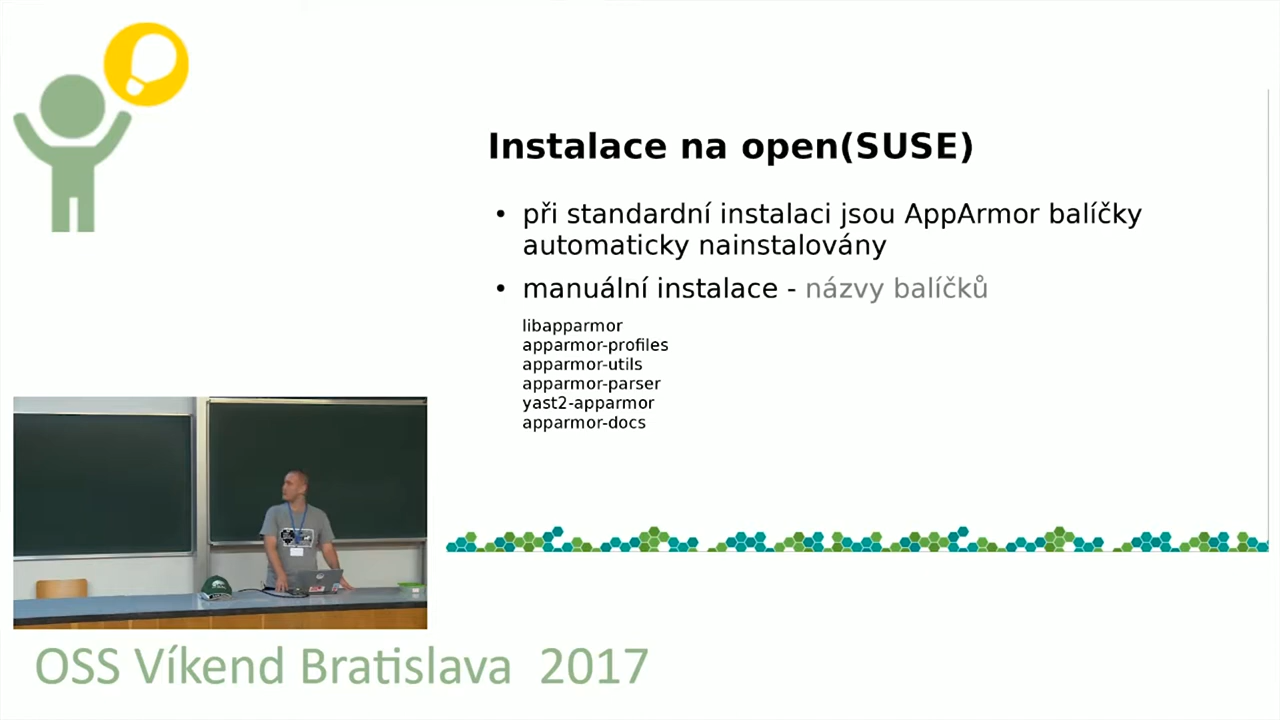 Instalace na open(SUSE)
• při standardní instalaci jsou AppArmor balíčky
automaticky nainstalovány
• manuální instalace - názvy balíčků
libapparmor
apparmor-profiles
apparmor-utils
apparmor-parser
yast2-apparmor
apparmor-docs
OSS Víkend Bratislava 2017